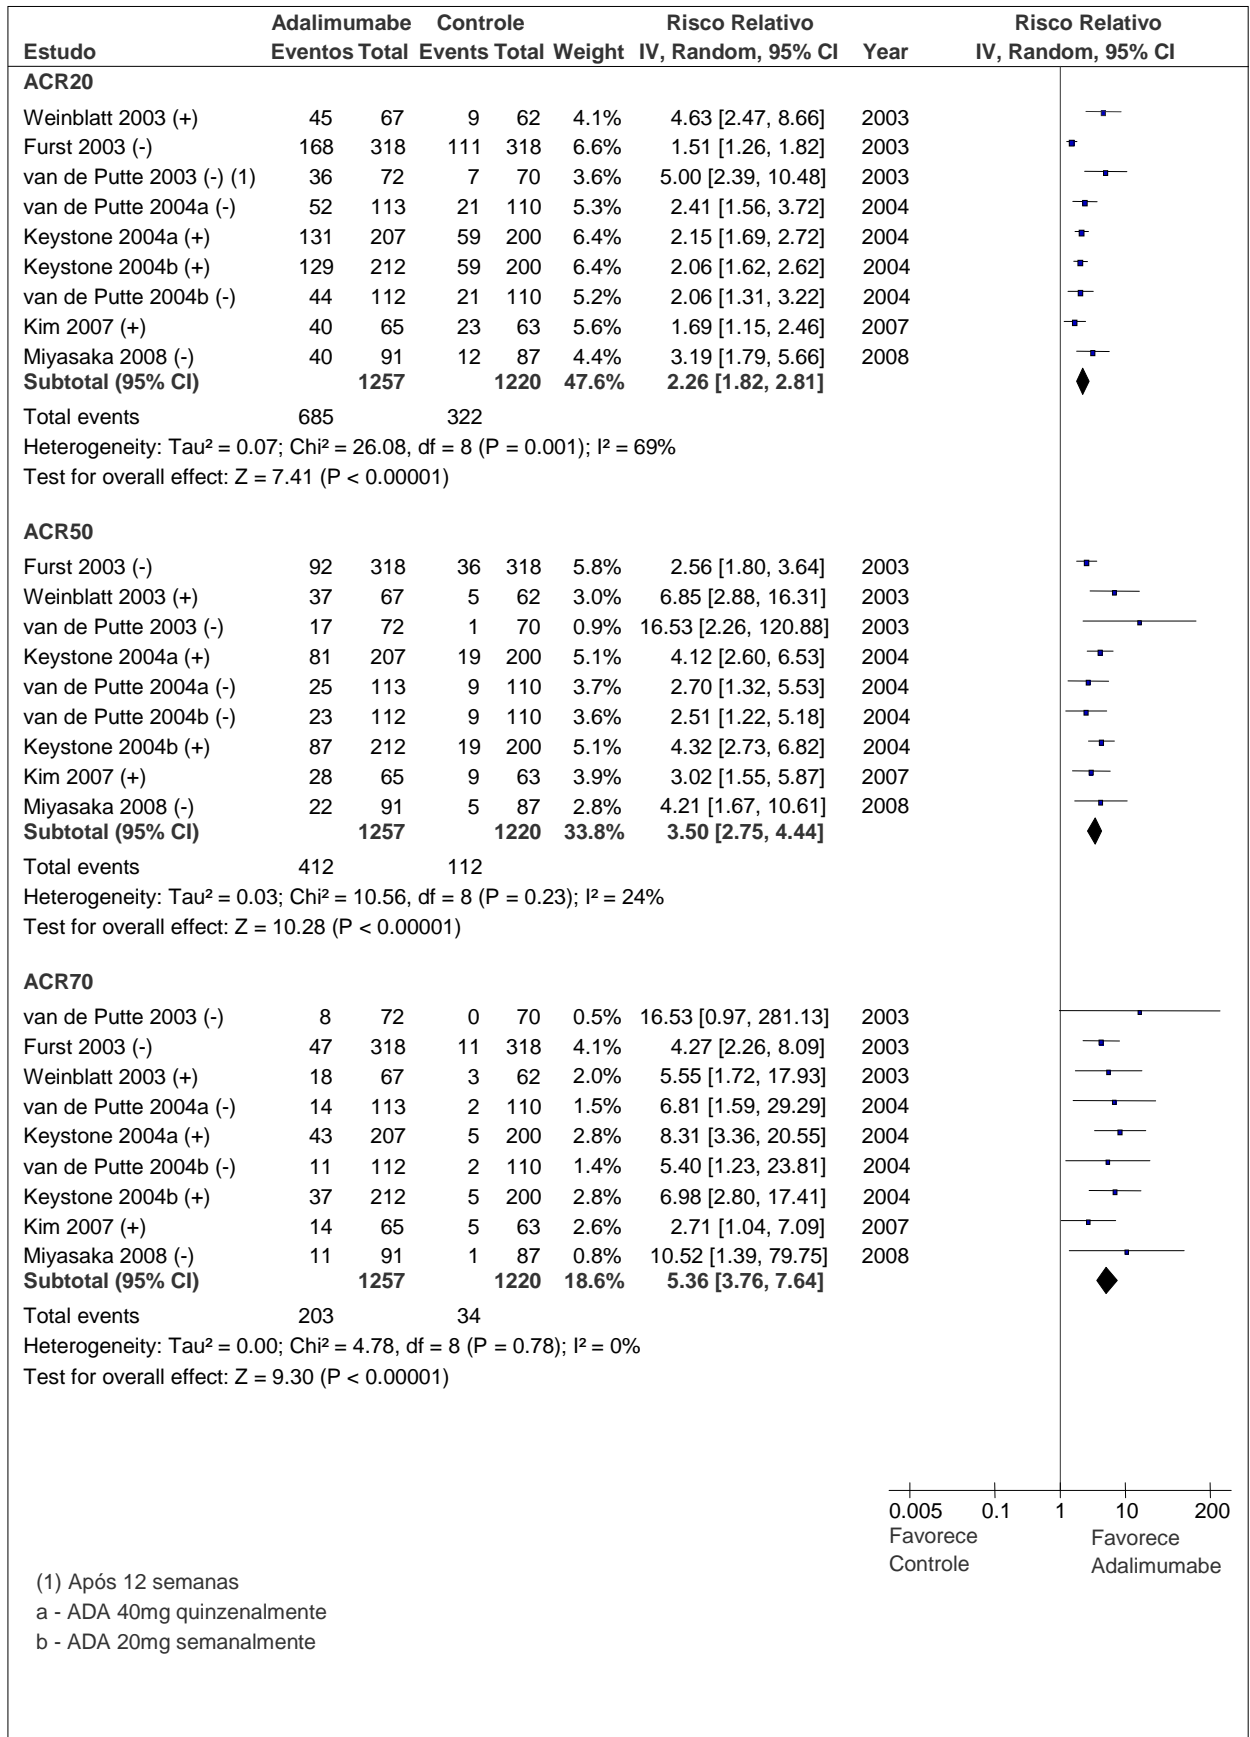 Adalimumabe Controle Risco Relativo Risco Relativo
Estudo Eventos Total Events Total Weight IV, Random, 95% CI Year IV, Random, 95% CI
ACR20
Weinblatt 2003 (+) 45 67 9 62 4.1% 4.63 [2.47, 8.66] 2003
Furst 2003 (-) 168 318 111 318 6.6% 1.51 [1.26, 1.82] 2003
van de Putte 2003 (-) (1) 36 72 7 70 3.6% 5.00 [2.39, 10.48] 2003
van de Putte 2004a (-) 52 113 21 110 5.3% 2.41 [1.56, 3.72] 2004
Keystone 2004a (+) 131 207 59 200 6.4% 2.15 [1.69, 2.72] 2004
Keystone 2004b (+) 129 212 59 200 6.4% 2.06 [1.62, 2.62] 2004
van de Putte 2004b (-) 44 112 21 110 5.2% 2.06 [1.31, 3.22] 2004
Kim 2007 (+) 40 65 23 63 5.6% 1.69 [1.15, 2.46] 2007
Miyasaka 2008 (-) 40 91 12 87 4.4% 3.19 [1.79, 5.66] 2008
Subtotal (95% CI) 1257 1220 47.6% 2.26 [1.82, 2.81]
Total events 685 322
Heterogeneity: Tau² = 0.07; Chi² = 26.08, df = 8 (P = 0.001); I² = 69%
Test for overall effect: Z = 7.41 (P < 0.00001)
ACR50
Furst 2003 (-) 92 318 36 318 5.8% 2.56 [1.80, 3.64] 2003
Weinblatt 2003 (+) 37 67 5 62 3.0% 6.85 [2.88, 16.31] 2003
van de Putte 2003 (-) 17 72 1 70 0.9% 16.53 [2.26, 120.88] 2003
Keystone 2004a (+) 81 207 19 200 5.1% 4.12 [2.60, 6.53] 2004
van de Putte 2004a (-) 25 113 9 110 3.7% 2.70 [1.32, 5.53] 2004
van de Putte 2004b (-) 23 112 9 110 3.6% 2.51 [1.22, 5.18] 2004
Keystone 2004b (+) 87 212 19 200 5.1% 4.32 [2.73, 6.82] 2004
Kim 2007 (+) 28 65 9 63 3.9% 3.02 [1.55, 5.87] 2007
Miyasaka 2008 (-) 22 91 5 87 2.8% 4.21 [1.67, 10.61] 2008
Subtotal (95% CI) 1257 1220 33.8% 3.50 [2.75, 4.44]
Total events 412 112
Heterogeneity: Tau² = 0.03; Chi² = 10.56, df = 8 (P = 0.23); I² = 24%
Test for overall effect: Z = 10.28 (P < 0.00001)
ACR70
van de Putte 2003 (-) 8 72 0 70 0.5% 16.53 [0.97, 281.13] 2003
Furst 2003 (-) 47 318 11 318 4.1% 4.27 [2.26, 8.09] 2003
Weinblatt 2003 (+) 18 67 3 62 2.0% 5.55 [1.72, 17.93] 2003
van de Putte 2004a (-) 14 113 2 110 1.5% 6.81 [1.59, 29.29] 2004
Keystone 2004a (+) 43 207 5 200 2.8% 8.31 [3.36, 20.55] 2004
van de Putte 2004b (-) 11 112 2 110 1.4% 5.40 [1.23, 23.81] 2004
Keystone 2004b (+) 37 212 5 200 2.8% 6.98 [2.80, 17.41] 2004
Kim 2007 (+) 14 65 5 63 2.6% 2.71 [1.04, 7.09] 2007
Miyasaka 2008 (-) 11 91 1 87 0.8% 10.52 [1.39, 79.75] 2008
Subtotal (95% CI) 1257 1220 18.6% 5.36 [3.76, 7.64]
Total events 203 34
Heterogeneity: Tau² = 0.00; Chi² = 4.78, df = 8 (P = 0.78); I² = 0%
Test for overall effect: Z = 9.30 (P < 0.00001)
0.005 0.1 1 10 200
Favorece Favorece
Controle Adalimumabe
(1) Após 12 semanas
a - ADA 40mg quinzenalmente
b - ADA 20mg semanalmente